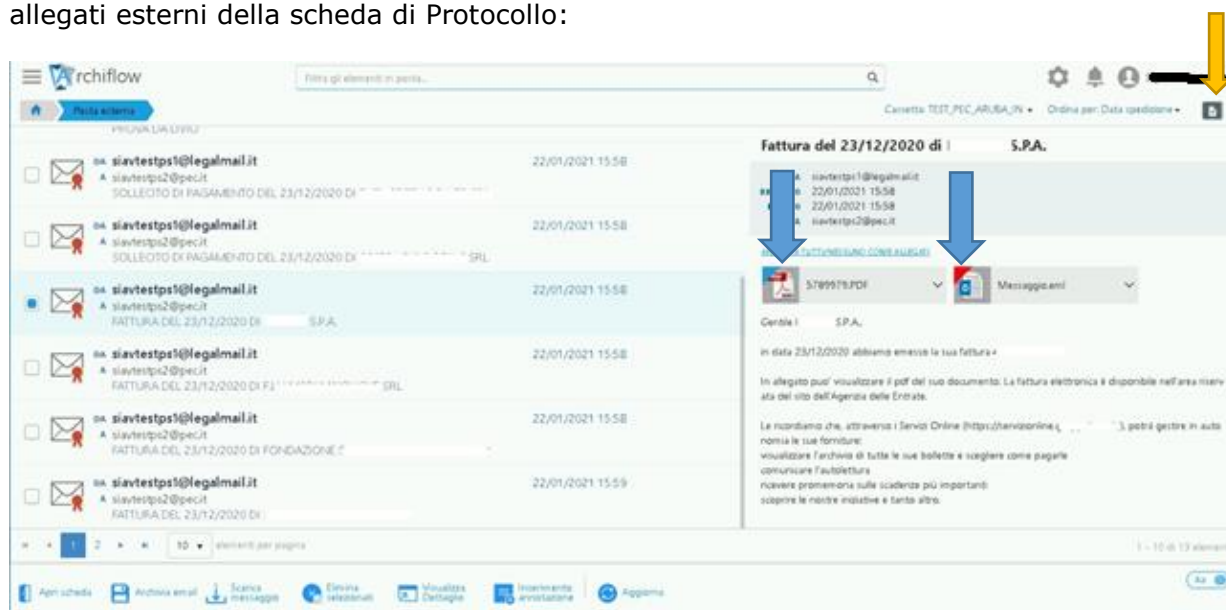 allegati esterni della scheda di Protocollo:
Archiflow
Filtra gli elementi in posta...
Posta esterna
Cassetta: TEST_PEC_ARUBA_IN
Ordina per: Data spedizione
DA siavtestps1@legalmail.it
22/01/2021 15:58
A siavtestps2@pec.it
SOLLECITO DI PAGAMENTO DEL 23/12/2020 DI
DA siavtestps1@legalmail.it
22/01/2021 15:58
A siavtestps2@pec.it
SOLLECITO DI PAGAMENTO DEL 23/12/2020 DI SRL
DA siavtestps1@legalmail.it
22/01/2021 15:58
A siavtestps2@pec.it
FATTURA DEL 23/12/2020 DI S.P.A.
DA siavtestps1@legalmail.it
22/01/2021 15:58
A siavtestps2@pec.it
FATTURA DEL 23/12/2020 DI SRL
DA siavtestps1@legalmail.it
22/01/2021 15:58
A siavtestps2@pec.it
FATTURA DEL 23/12/2020 DI FONDAZIONE
DA siavtestps1@legalmail.it
22/01/2021 15:59
A siavtestps2@pec.it
FATTURA DEL 23/12/2020 DI
Fattura del 23/12/2020 di S.P.A.
siavtestps1@legalmail.it
22/01/2021 15:58
22/01/2021 15:58
siavtestps2@pec.it
TUTTI/NESSUNO COME ALLEGATI
5789979.PDF
Messaggio.eml
Gentile S.P.A.,
in data 23/12/2020 abbiamo emesso la sua fattura
In allegato puo' visualizzare il pdf del suo documento. La fattura elettronica è disponibile nell'area riserv
ata del sito dell'Agenzia delle Entrate.
Le ricordiamo che, attraverso i Servizi Online (https://servizionline. ), potrà gestire in auto
nomia le sue forniture:
visualizzare l'archivio di tutte le sue bollette e scegliere come pagarle
comunicare l'autolettura
ricevere promemoria sulle scadenze più importanti
scoprire le nostre iniziative e tanto altro.
1 2 10 elementi per pagina
1 - 10 di 13 elementi
Apri scheda
Archivia email
Scarica messaggio
Elimina selezionati
Visualizza Dettaglio
Inserimento annotazione
Aggiorna
Aa